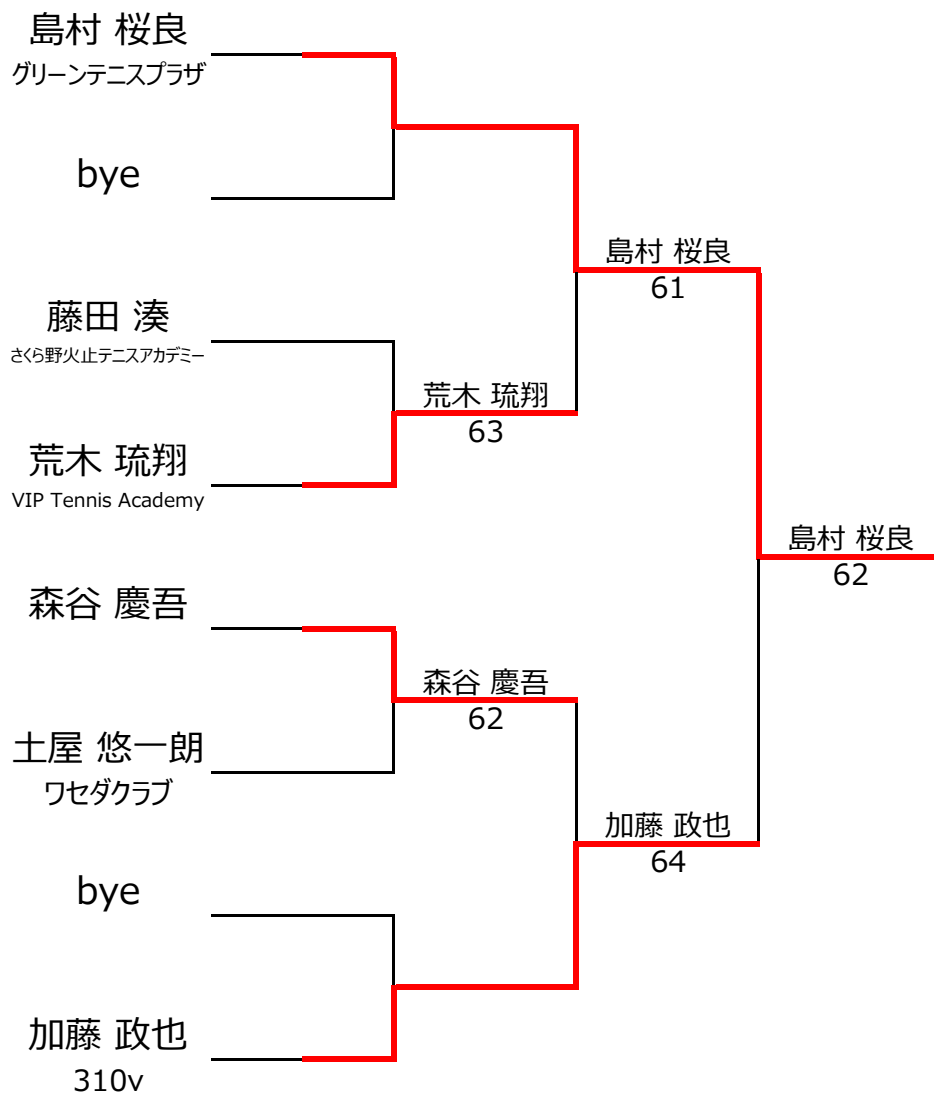 島村 桜良
グリーンテニスプラザ
bye
島村 桜良
61
藤田 湊
さくら野火止テニスアカデミー
荒木 琉翔
63
荒木 琉翔
VIP Tennis Academy
島村 桜良
62
森谷 慶吾
森谷 慶吾
62
土屋 悠一朗
ワセダクラブ
加藤 政也
64
bye
加藤 政也
310v